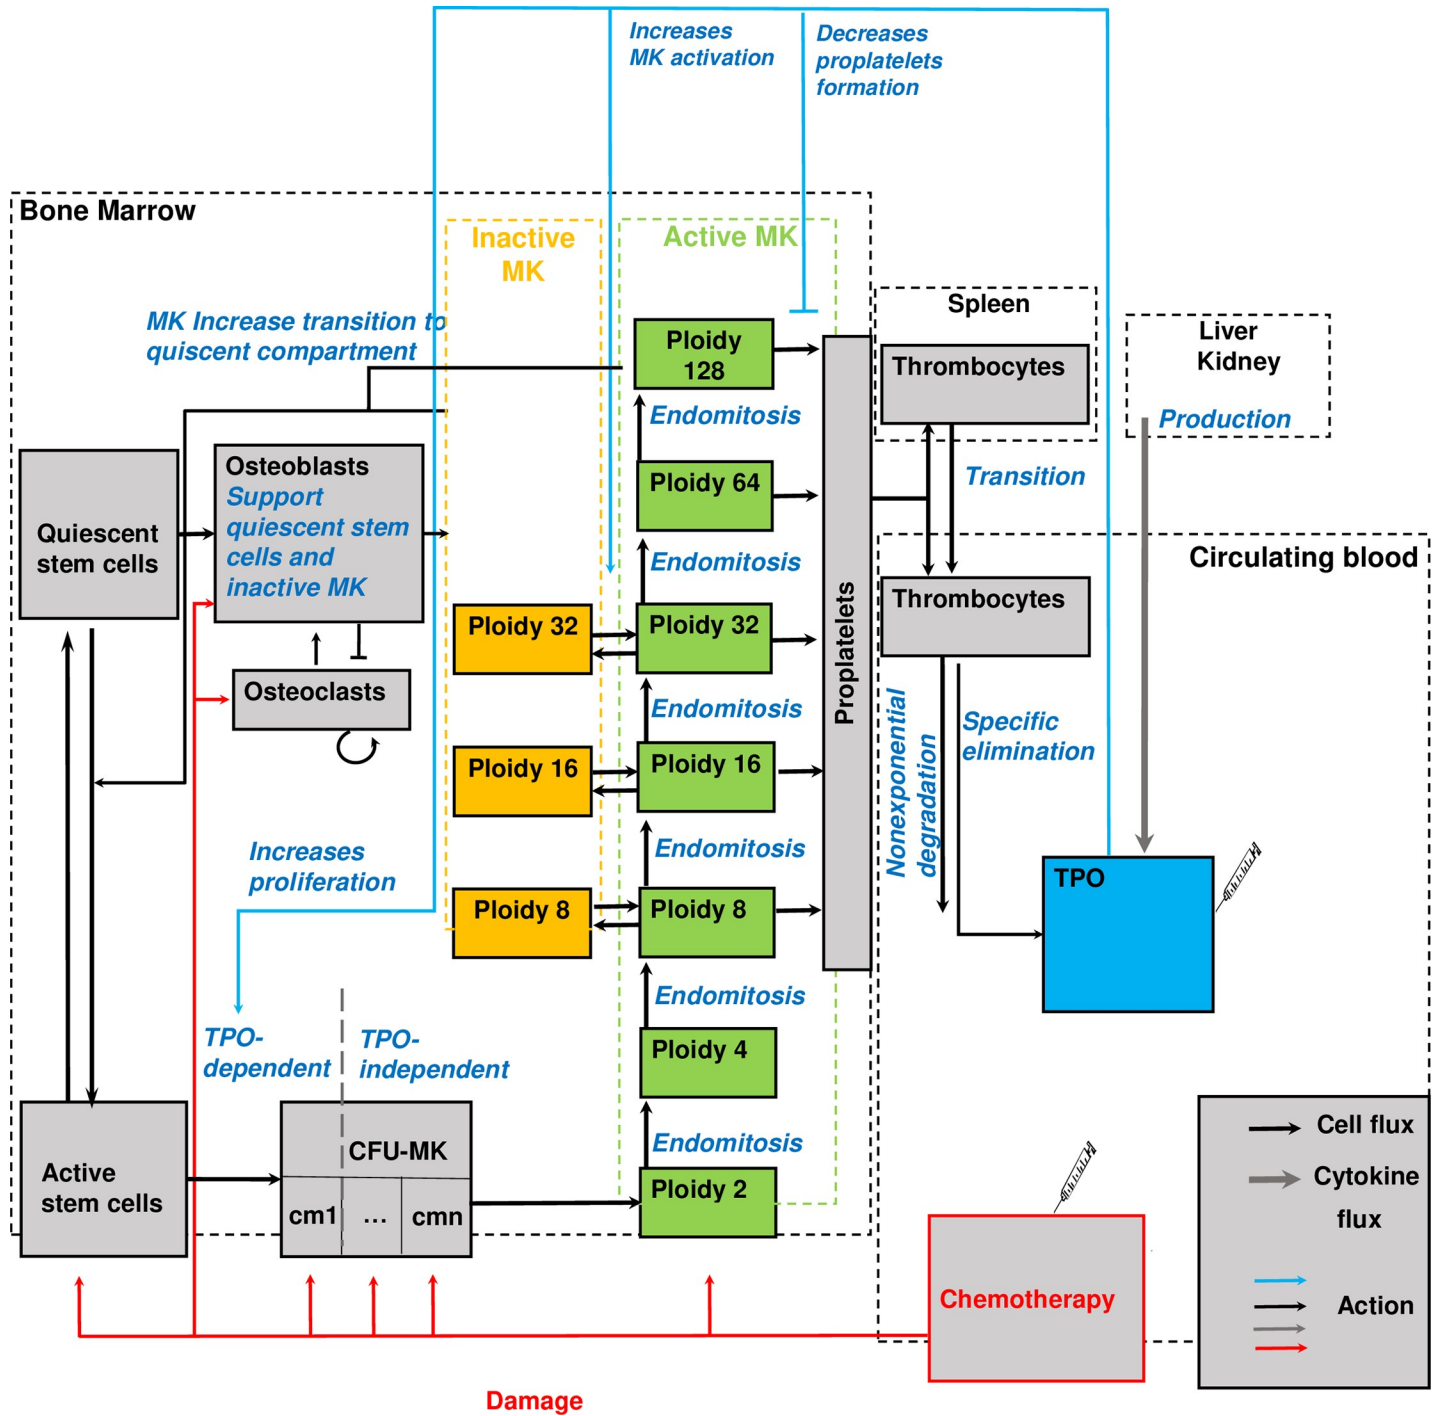 Increases
MK activation
Decreases
proplatelets
formation
Bone Marrow
Inactive
MK
Active MK
Spleen
Thrombocytes
Liver
Kidney
Production
MK Increase transition to
quiscent compartment
Ploidy
128
Endomitosis
Ploidy 64
Transition
Quiescent
stem cells
Osteoblasts
Support
quiescent stem
cells and
inactive MK
Endomitosis
Circulating blood
Thrombocytes
Ploidy 32
Ploidy 32
Proplatelets
Osteoclasts
Endomitosis
Nonexponential
degradation
Specific
elimination
Ploidy 16
Ploidy 16
Increases
proliferation
Endomitosis
TPO
Ploidy 8
Ploidy 8
Endomitosis
TPO-
dependent
TPO-
independent
Ploidy 4
Endomitosis
Active
stem cells
CFU-MK
cm1
...
cmn
Ploidy 2
Cell flux
Cytokine
flux
Action
Chemotherapy
Damage